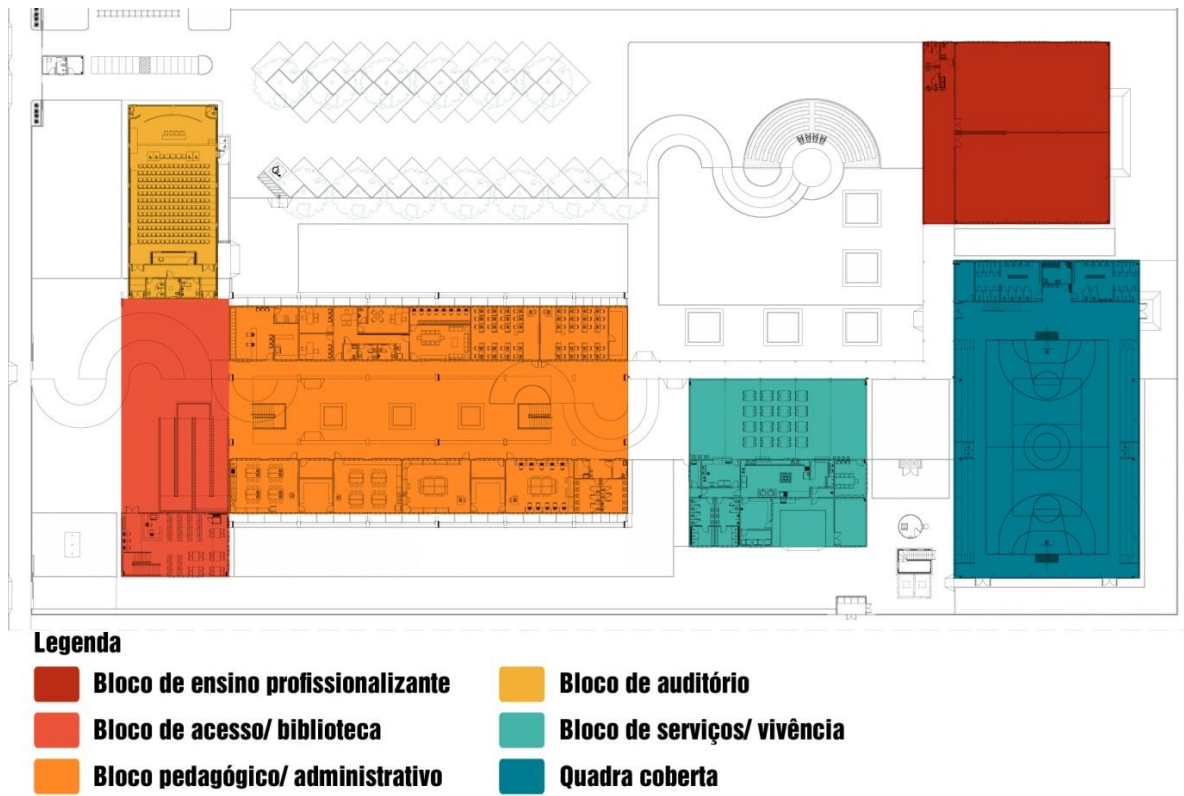 Legenda
Bloco de ensino profissionalizante
Bloco de acesso/ biblioteca
Bloco pedagógico/ administrativo
Bloco de auditório
Bloco de serviços/ vivência
Quadra coberta